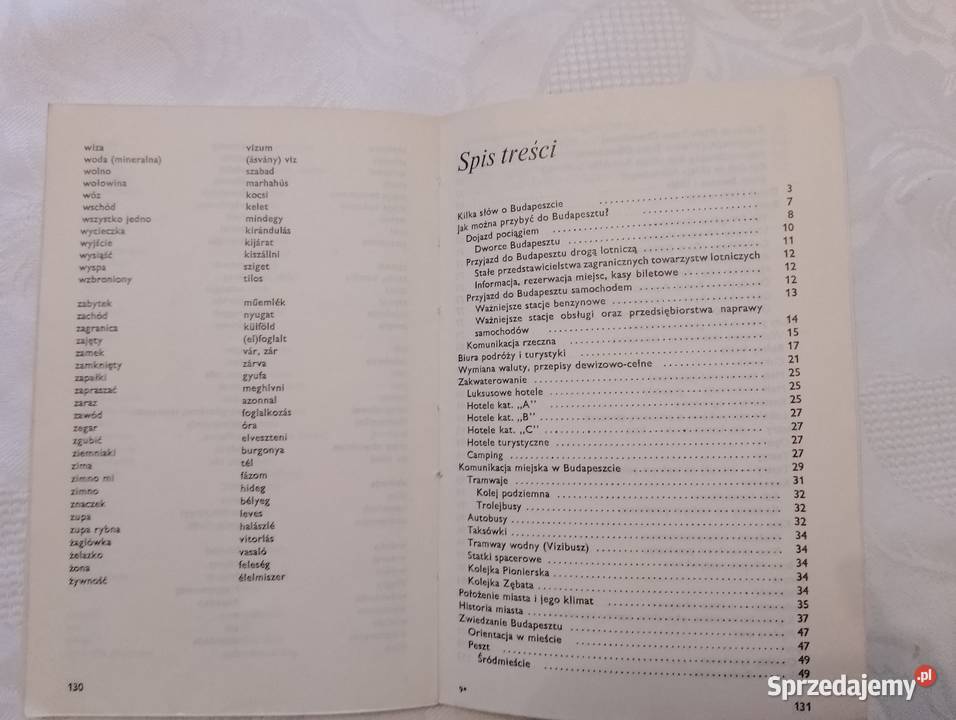 wiza vízum
woda (mineralna) (ásvány) víz
wolno szabad
wołowina marhahús
wóz kocsi
wschód kelet
wszystko jedno mindegy
wycieczka kirándulás
wyjście kijárat
wysiąść kiszállni
wyspa sziget
wzbroniony tilos
zabytek műemlék
zachód nyugat
zagranica külföld
zajęty (el)foglalt
zamek vár, zár
zamknięty zárva
zapałki gyufa
zapraszać meghívni
zaraz azonnal
zawód foglalkozás
zegar óra
zgubić elveszteni
ziemniaki burgonya
zima tél
zimno mi fázom
zimno hideg
znaczek bélyeg
zupa leves
zupa rybna halászlé
żaglówka vitorlás
żelazko vasaló
żona feleség
żywność élelmiszer
130
Spis treści
Kilka słów o Budapeszcie 3
Jak można przybyć do Budapesztu? 7
Dojazd pociągiem 8
Dworce Budapesztu 10
Przyjazd do Budapesztu drogą lotniczą 11
Stałe przedstawicielstwa zagranicznych towarzystw lotniczych 12
Informacja, rezerwacja miejsc, kasy biletowe 12
Przyjazd do Budapesztu samochodem 12
Ważniejsze stacje benzynowe 13
Ważniejsze stacje obsługi oraz przedsiębiorstwa naprawy
samochodów 14
Komunikacja rzeczna 15
Biura podróży i turystyki 17
Wymiana waluty, przepisy dewizowo-celne 21
Zakwaterowanie 25
Luksusowe hotele 25
Hotele kat. „A” 25
Hotele kat. „B” 27
Hotele kat. „C” 27
Hotele turystyczne 27
Camping 27
Komunikacja miejska w Budapeszcie 29
Tramwaje 31
Kolej podziemna 32
Trolejbusy 32
Autobusy 32
Taksówki 34
Tramway wodny (Vizibusz) 34
Statki spacerowe 34
Kolejka Pionierska 34
Kolejka Zębata 34
Położenie miasta i jego klimat 35
Historia miasta 37
Zwiedzanie Budapesztu 47
Orientacja w mieście 47
Peszt 49
Śródmieście 49
9*
131
Sprzedajemy.pl